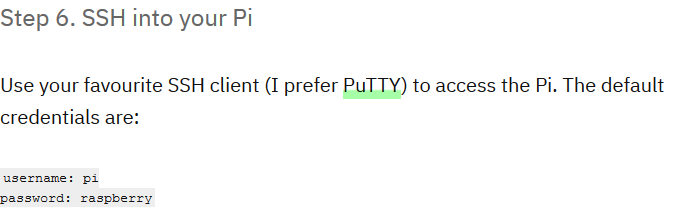 Step 6. SSH into your Pi
Use your favourite SSH client (I prefer PuTTY) to access the Pi. The default
credentials are:
username: pi
password: raspberry